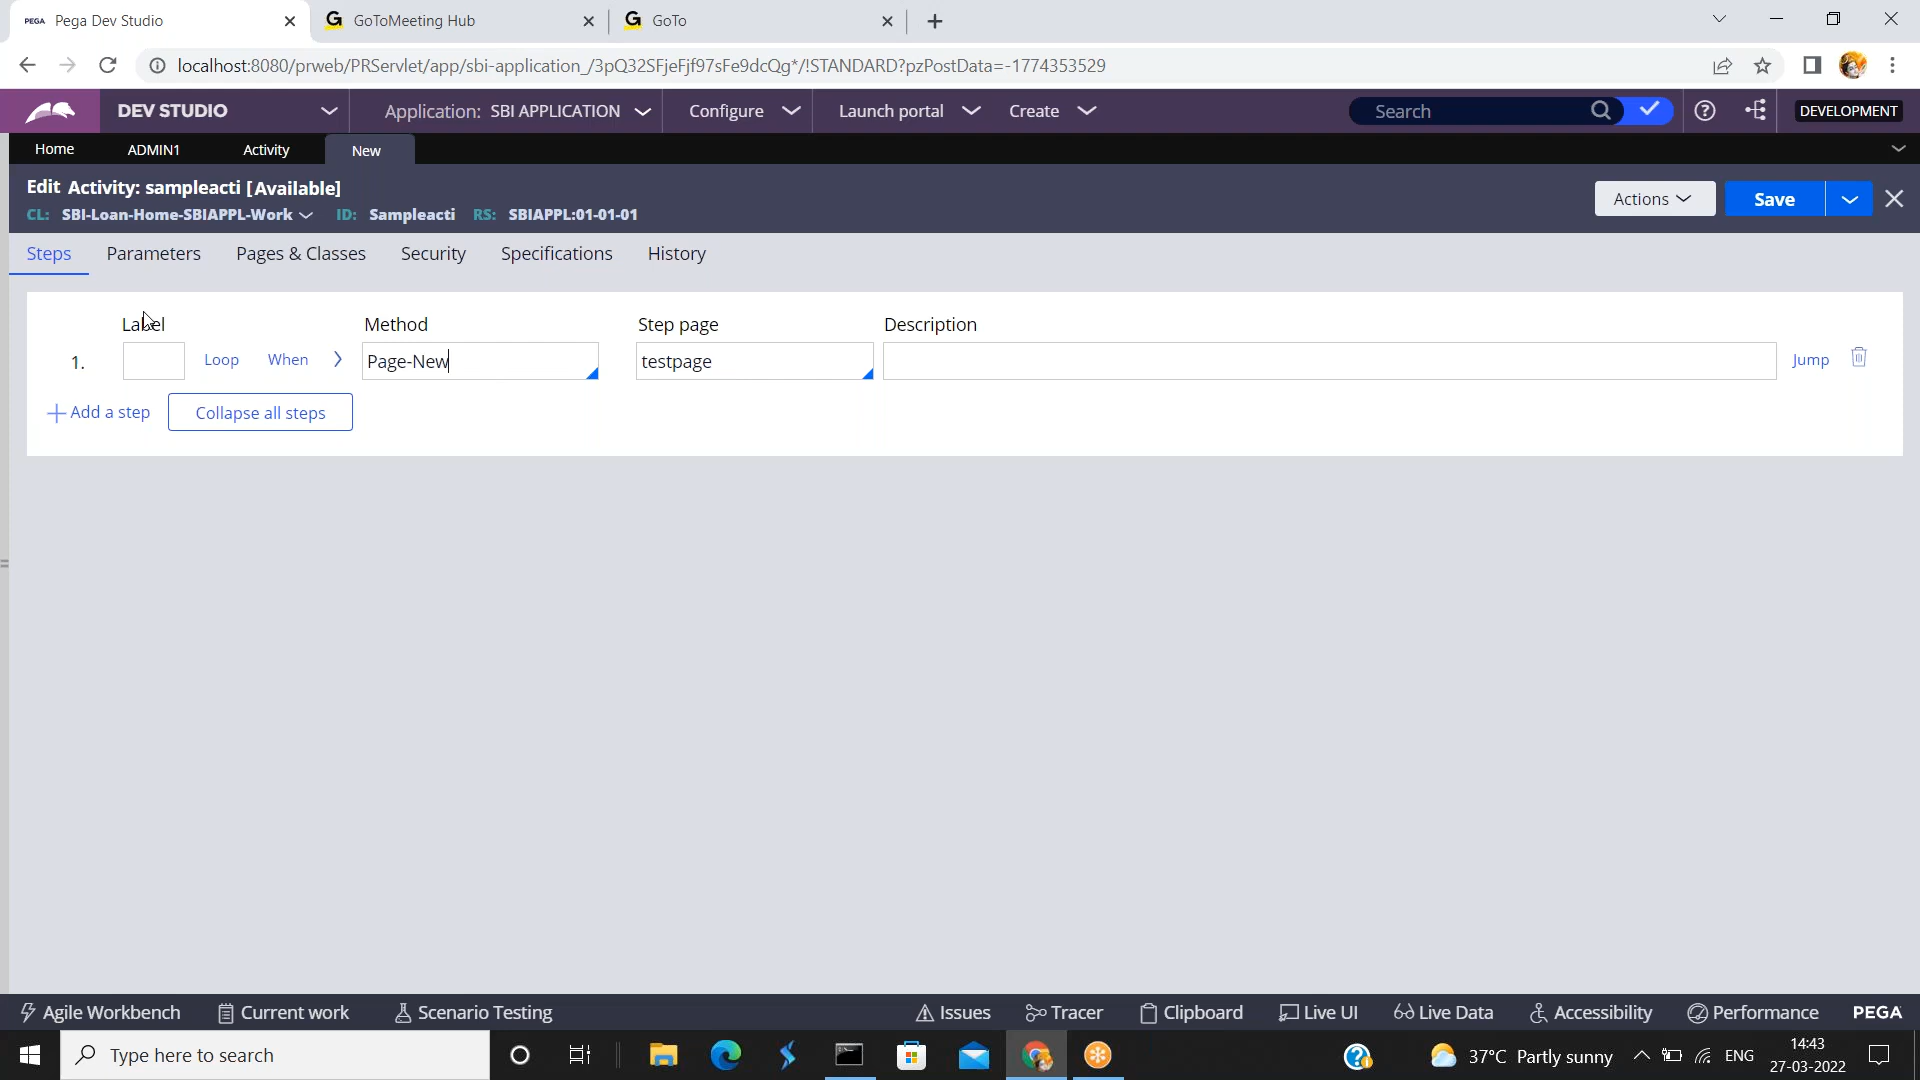 PEGA Pega Dev Studio
GoToMeeting Hub
GoTo
localhost:8080/prweb/PRServlet/app/sbi-application_/3pQ32SFjeFjf97sFe9dcQg*/!STANDARD?pzPostData=-1774353529
DEV STUDIO
Application: SBI APPLICATION
Configure
Launch portal
Create
Search
DEVELOPMENT
Home
ADMIN1
Activity
New
Edit Activity: sampleacti [Available]
CL: SBI-Loan-Home-SBIAPPL-Work ID: Sampleacti RS: SBIAPPL:01-01-01
Actions
Save
Steps
Parameters
Pages & Classes
Security
Specifications
History
Label
Method
Step page
Description
1.
Loop
When
Page-New
testpage
Jump
Add a step
Collapse all steps
Agile Workbench
Current work
Scenario Testing
Issues
Tracer
Clipboard
Live UI
Live Data
Accessibility
Performance
PEGA
Type here to search
37°C Partly sunny
ENG
14:43
27-03-2022